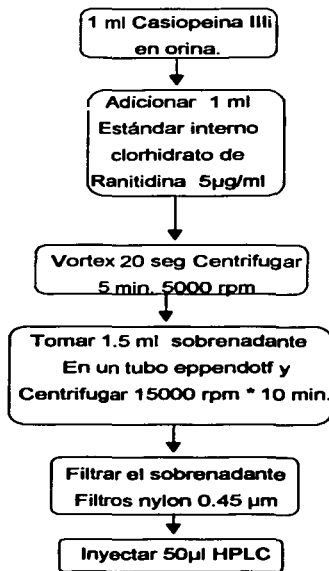 1 ml Casiopeina IIIi
en orina.
Adicionar 1 ml
Estándar interno
clorhidrato de
Ranitidina 5µg/ml
Vortex 20 seg Centrifugar
5 min. 5000 rpm
Tomar 1.5 ml sobrenadante
En un tubo eppendotf y
Centrifugar 15000 rpm * 10 min.
Filtrar el sobrenadante
Filtros nylon 0.45 µm
Inyectar 50µl HPLC